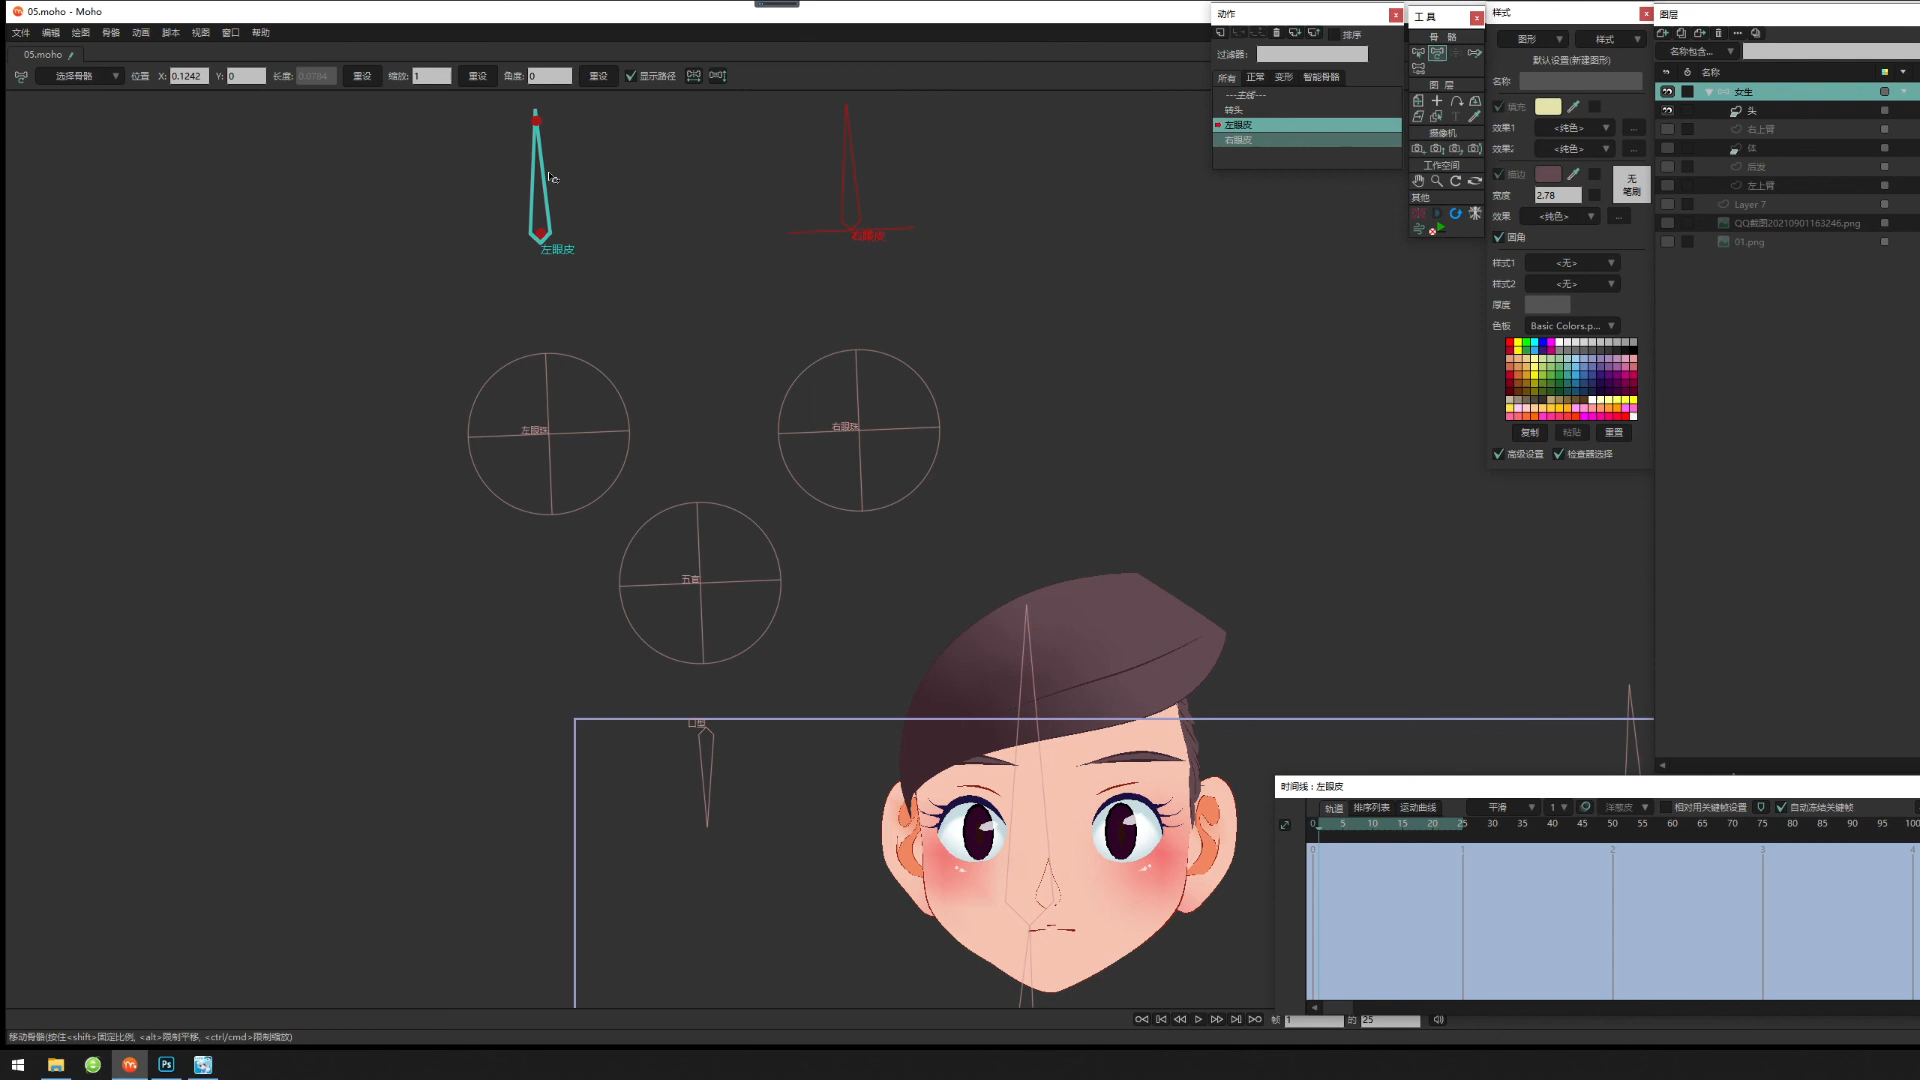 05.moho - Moho
文件 编辑 绘图 骨骼 动画 脚本 视图 窗口 帮助
05.moho
选择骨骼 位置 X: 0.1242 Y: 0 长度: 0.0784 重设 缩放: 1 重设 角度: 0 重设 显示路径
左眼皮
右眼皮
左眼珠
右眼珠
五官
口型
动作
排序
过滤器:
所有 正常 变形 智能骨骼
---主线---
转头
左眼皮
右眼皮
工具
骨 骼
图 层
摄像机
工作空间
其他
样式
图形 样式
默认设置(新建图形)
名称
填充
效果1 <纯色> ...
效果2 <纯色> ...
描边
无
笔刷
宽度 2.78
效果 <纯色> ...
圆角
样式1 <无>
样式2 <无>
厚度
色板 Basic Colors.p...
复制 粘贴 重置
高级设置 检查器选择
图层
名称包含...
名称
女生
头
右上臂
体
后发
左上臂
Layer 7
QQ截图20210901163246.png
01.png
时间线 : 左眼皮
轨道 排序列表 运动曲线 平滑 1 洋葱皮 相对用关键帧设置 自动冻结关键帧
0 5 10 15 20 25 30 35 40 45 50 55 60 65 70 75 80 85 90 95 100
0 1 2 3 4
帧 1 的 25
移动骨骼(按住<shift>固定比例, <alt>限制平移, <ctrl/cmd>限制缩放)
Ps